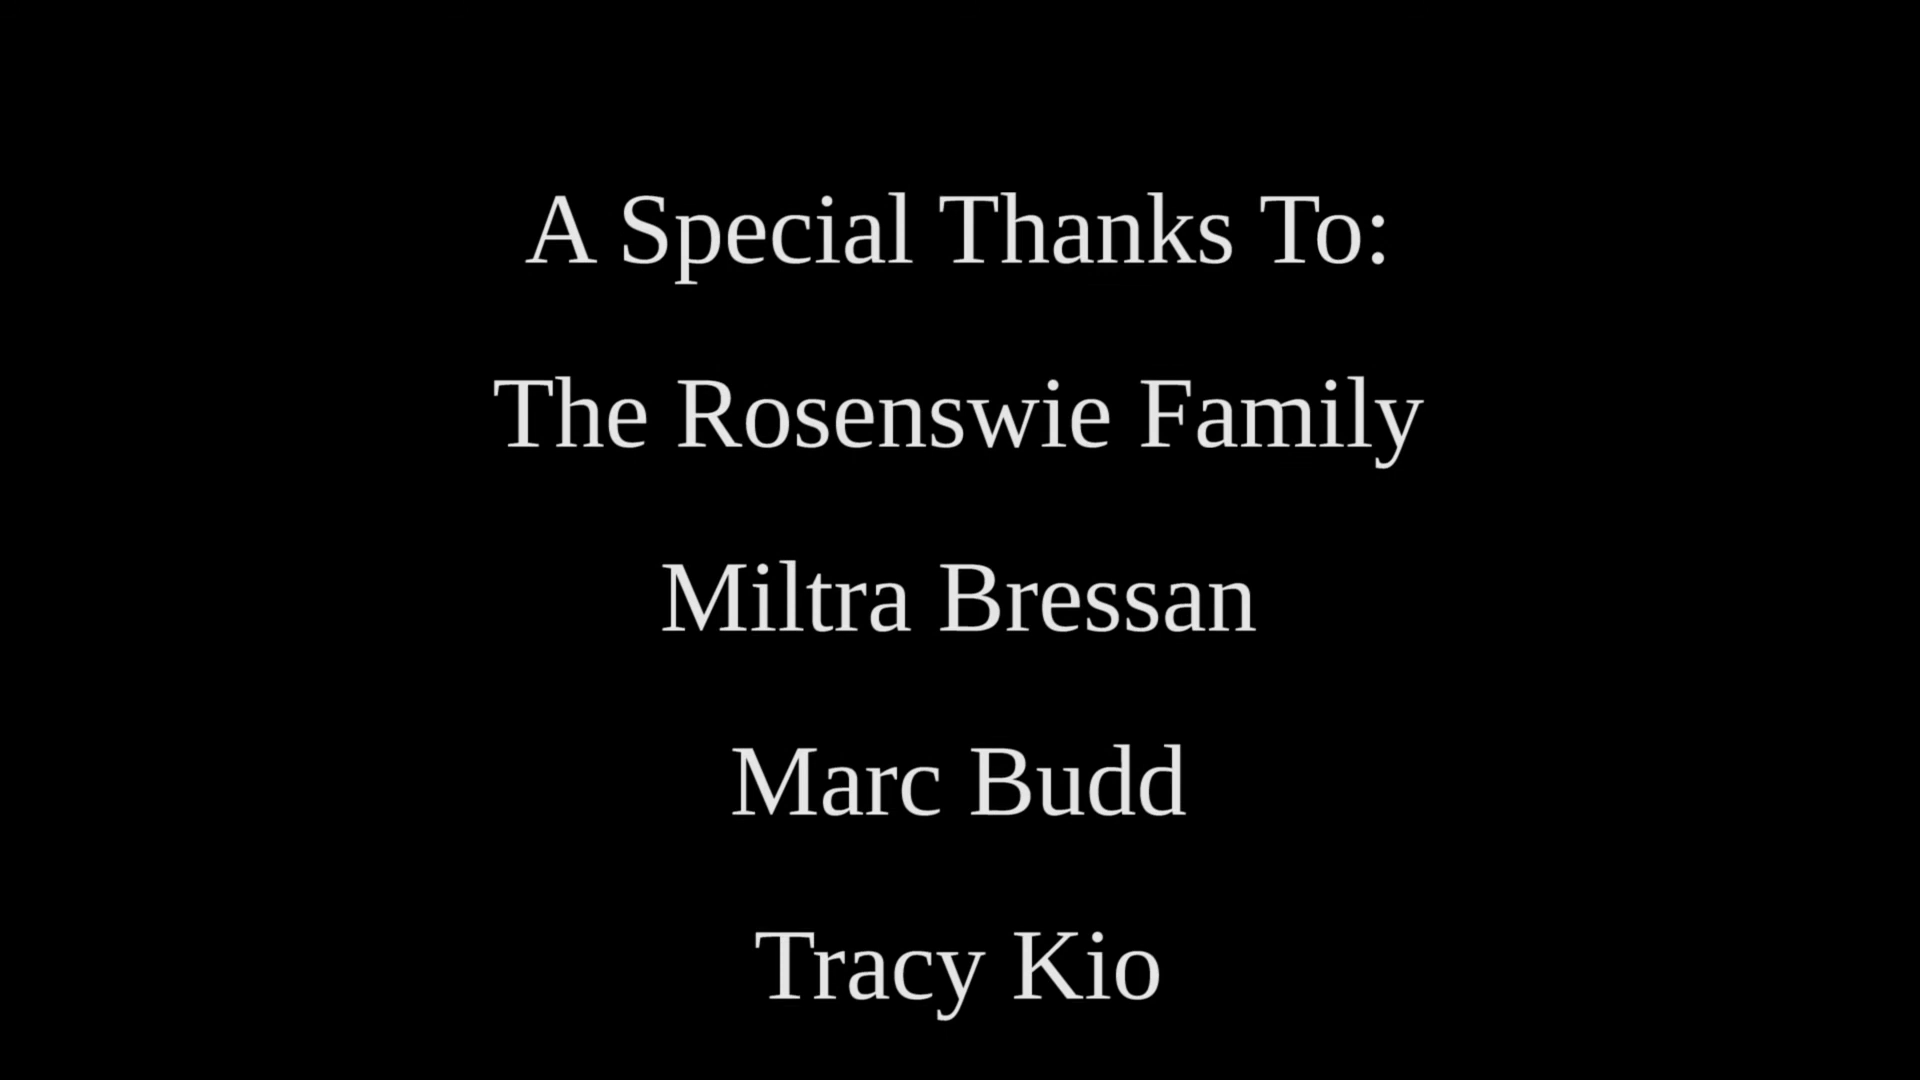 A Special Thanks To:
The Rosenswie Family
Miltra Bressan
Marc Budd
Tracy Kio